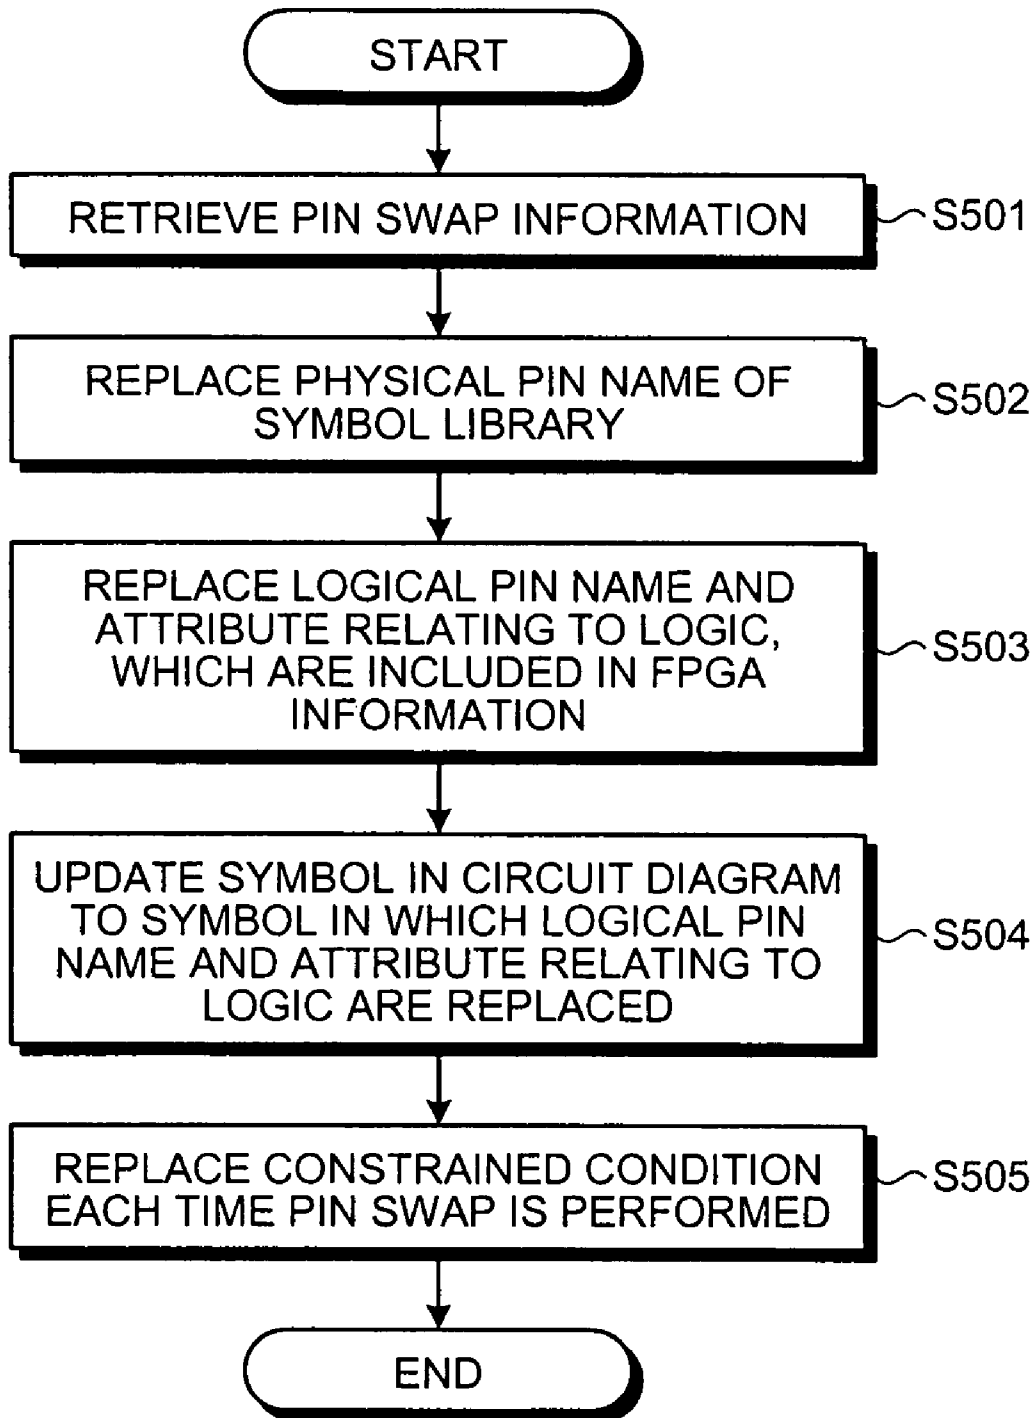 START
RETRIEVE PIN SWAP INFORMATION
S501
REPLACE PHYSICAL PIN NAME OF
SYMBOL LIBRARY
S502
REPLACE LOGICAL PIN NAME AND
ATTRIBUTE RELATING TO LOGIC,
WHICH ARE INCLUDED IN FPGA
INFORMATION
S503
UPDATE SYMBOL IN CIRCUIT DIAGRAM
TO SYMBOL IN WHICH LOGICAL PIN
NAME AND ATTRIBUTE RELATING TO
LOGIC ARE REPLACED
S504
REPLACE CONSTRAINED CONDITION
EACH TIME PIN SWAP IS PERFORMED
S505
END